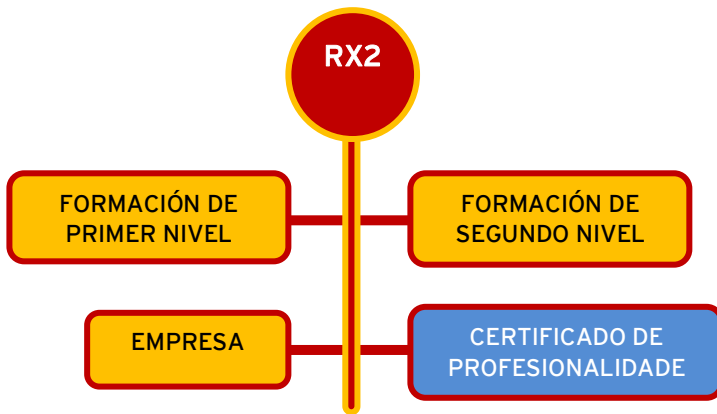 RX2
FORMACIÓN DE
PRIMER NIVEL
FORMACIÓN DE
SEGUNDO NIVEL
EMPRESA
CERTIFICADO DE
PROFESIONALIDADE